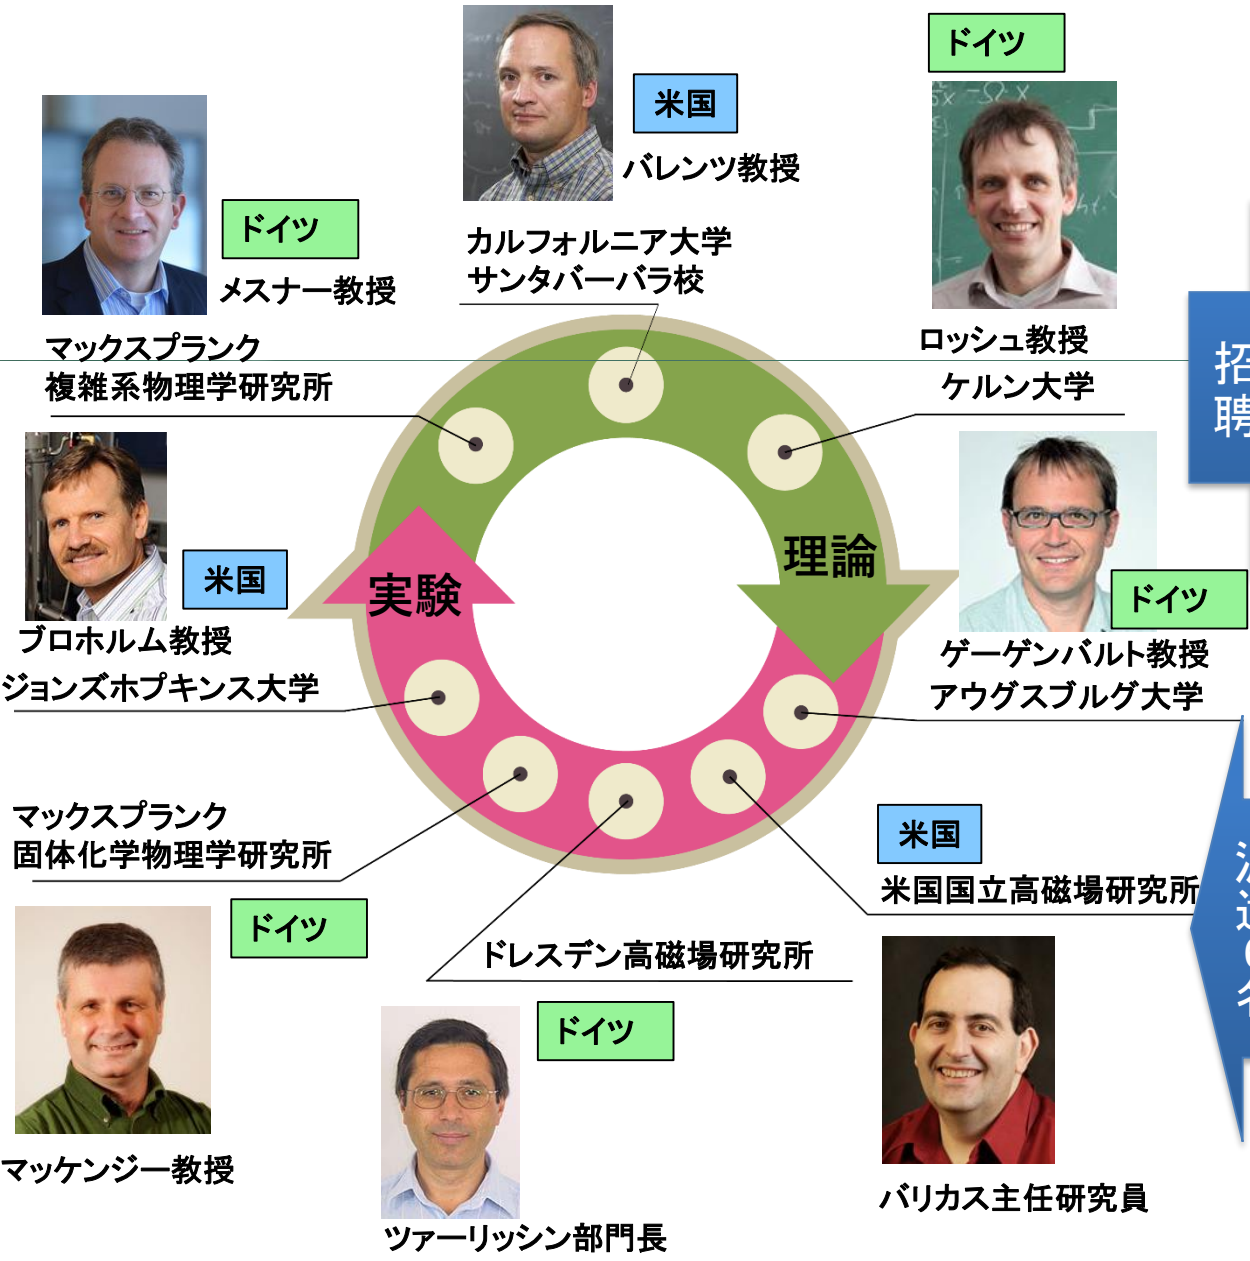 ドイツ
米国
バレンツ教授
カルフォルニア大学
サンタバーバラ校
ドイツ
メスナー教授
マックスプランク
複雑系物理学研究所
ロッシュ教授
ケルン大学
招
聘
米国
ブロホルム教授
ジョンズホプキンス大学
実験
理論
ドイツ
ゲーゲンバルト教授
アウグスブルグ大学
マックスプランク
固体化学物理学研究所
ドイツ
マッケンジー教授
ドレスデン高磁場研究所
ドイツ
ツァーリッシン部門長
米国
米国国立高磁場研究所
バリカス主任研究員